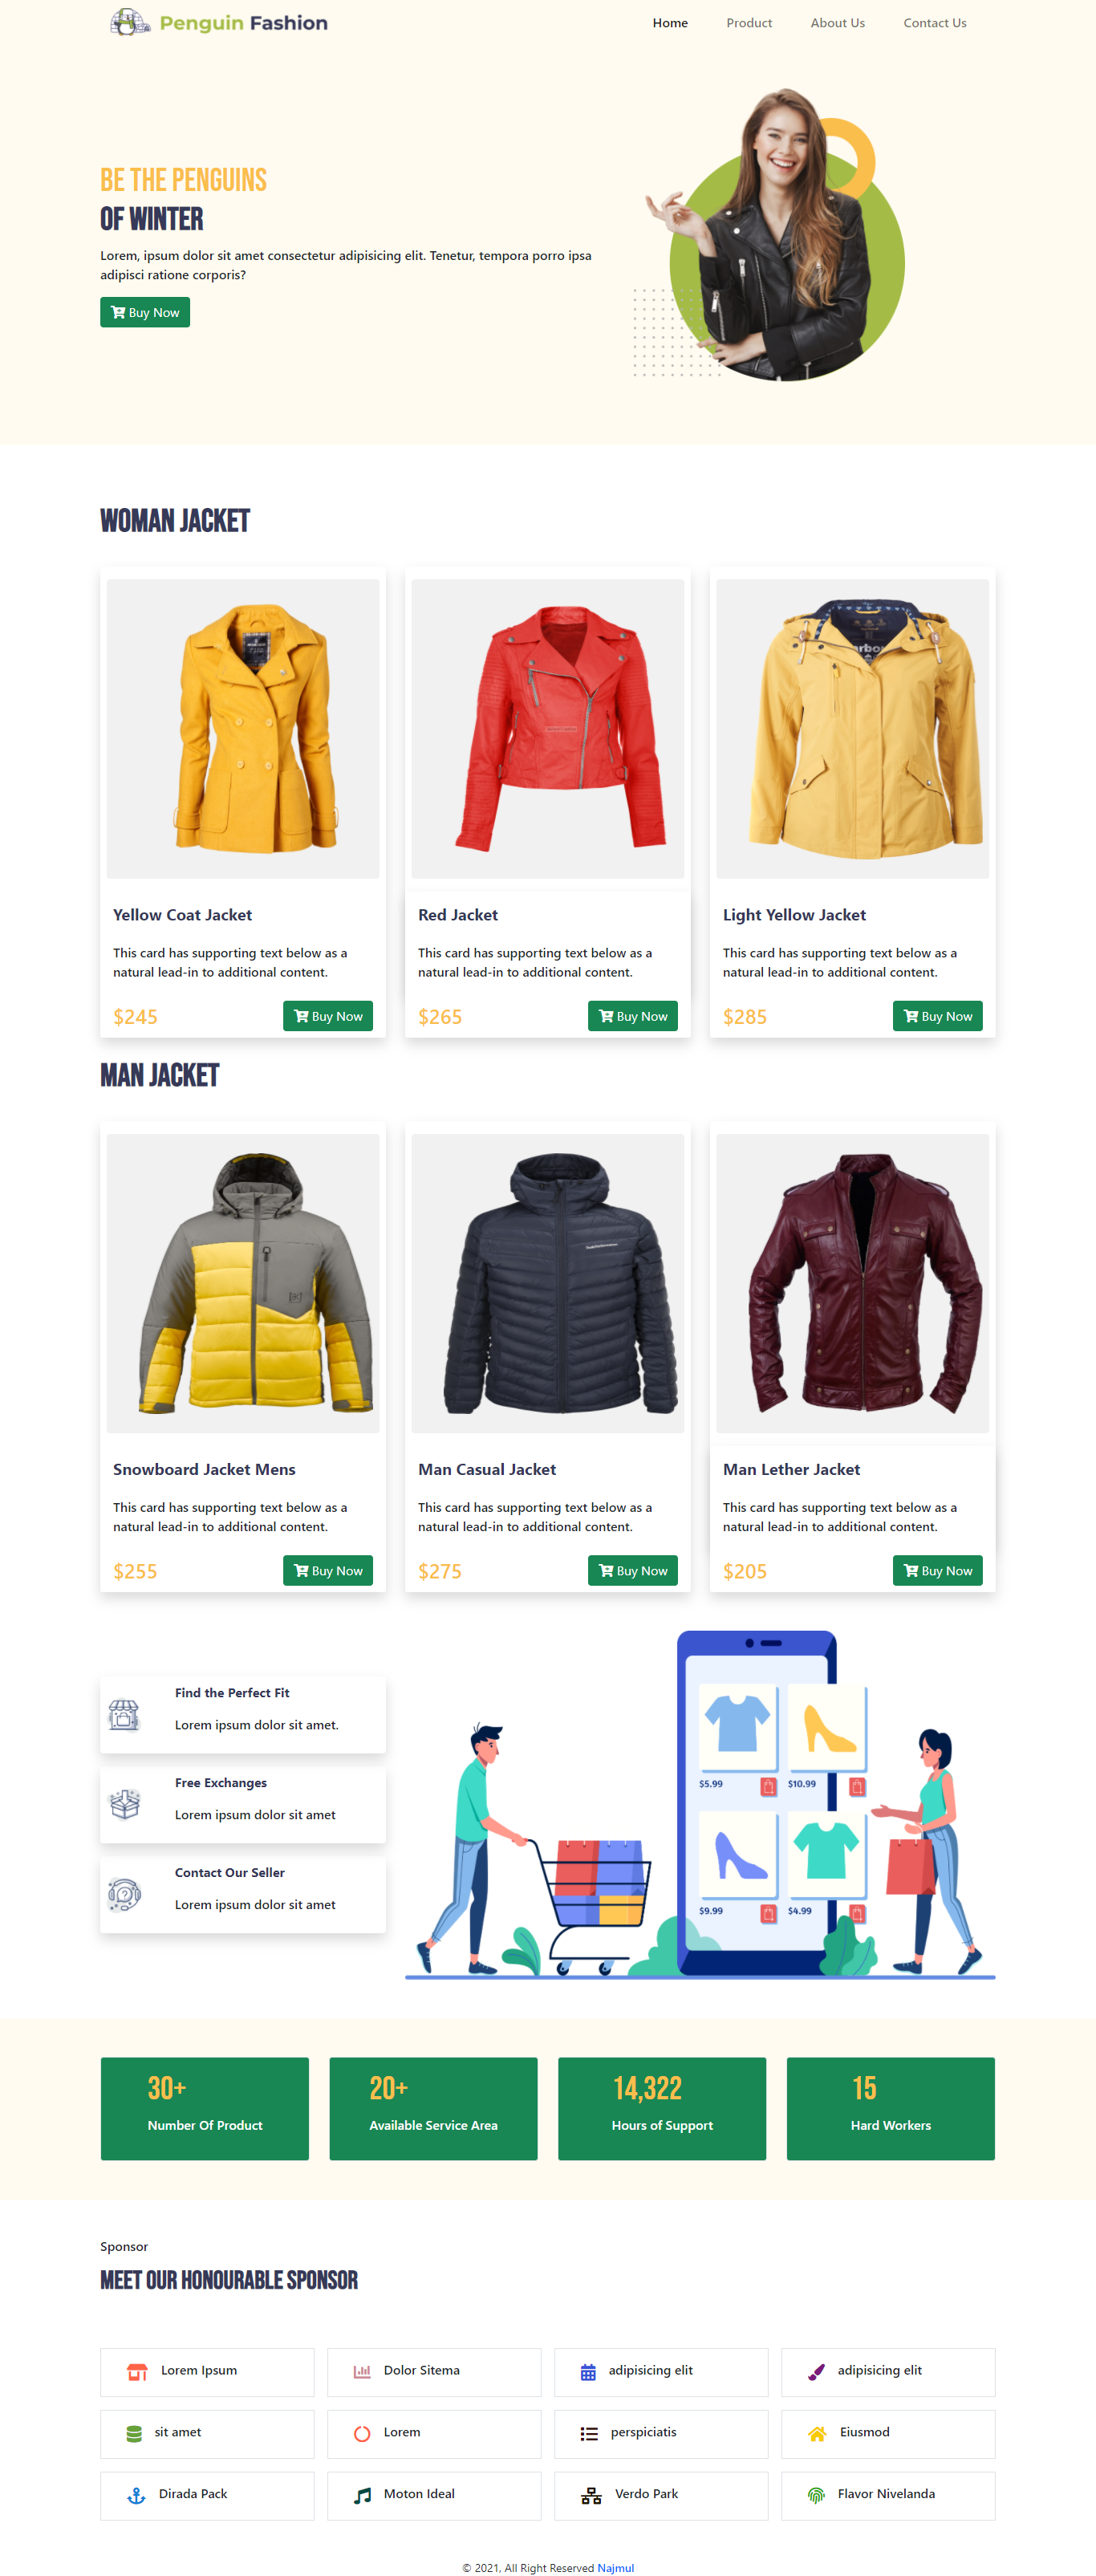 Penguin Fashion
Home Product About Us Contact Us
BE THE PENGUINS
OF WINTER
Lorem, ipsum dolor sit amet consectetur adipisicing elit. Tenetur, tempora porro ipsa
adipisci ratione corporis?
Buy Now
WOMAN JACKET
Yellow Coat Jacket
This card has supporting text below as a
natural lead-in to additional content.
$245 Buy Now
Red Jacket
This card has supporting text below as a
natural lead-in to additional content.
$265 Buy Now
Light Yellow Jacket
This card has supporting text below as a
natural lead-in to additional content.
$285 Buy Now
MAN JACKET
Snowboard Jacket Mens
This card has supporting text below as a
natural lead-in to additional content.
$255 Buy Now
Man Casual Jacket
This card has supporting text below as a
natural lead-in to additional content.
$275 Buy Now
Man Lether Jacket
This card has supporting text below as a
natural lead-in to additional content.
$205 Buy Now
Find the Perfect Fit
Lorem ipsum dolor sit amet.
Free Exchanges
Lorem ipsum dolor sit amet
Contact Our Seller
Lorem ipsum dolor sit amet
$5.99 $10.99
$9.99 $4.99
30+
Number Of Product
20+
Available Service Area
14,322
Hours of Support
15
Hard Workers
Sponsor
MEET OUR HONOURABLE SPONSOR
Lorem Ipsum
Dolor Sitema
adipisicing elit
adipisicing elit
sit amet
Lorem
perspiciatis
Eiusmod
Dirada Pack
Moton Ideal
Verdo Park
Flavor Nivelanda
© 2021, All Right Reserved Najmul